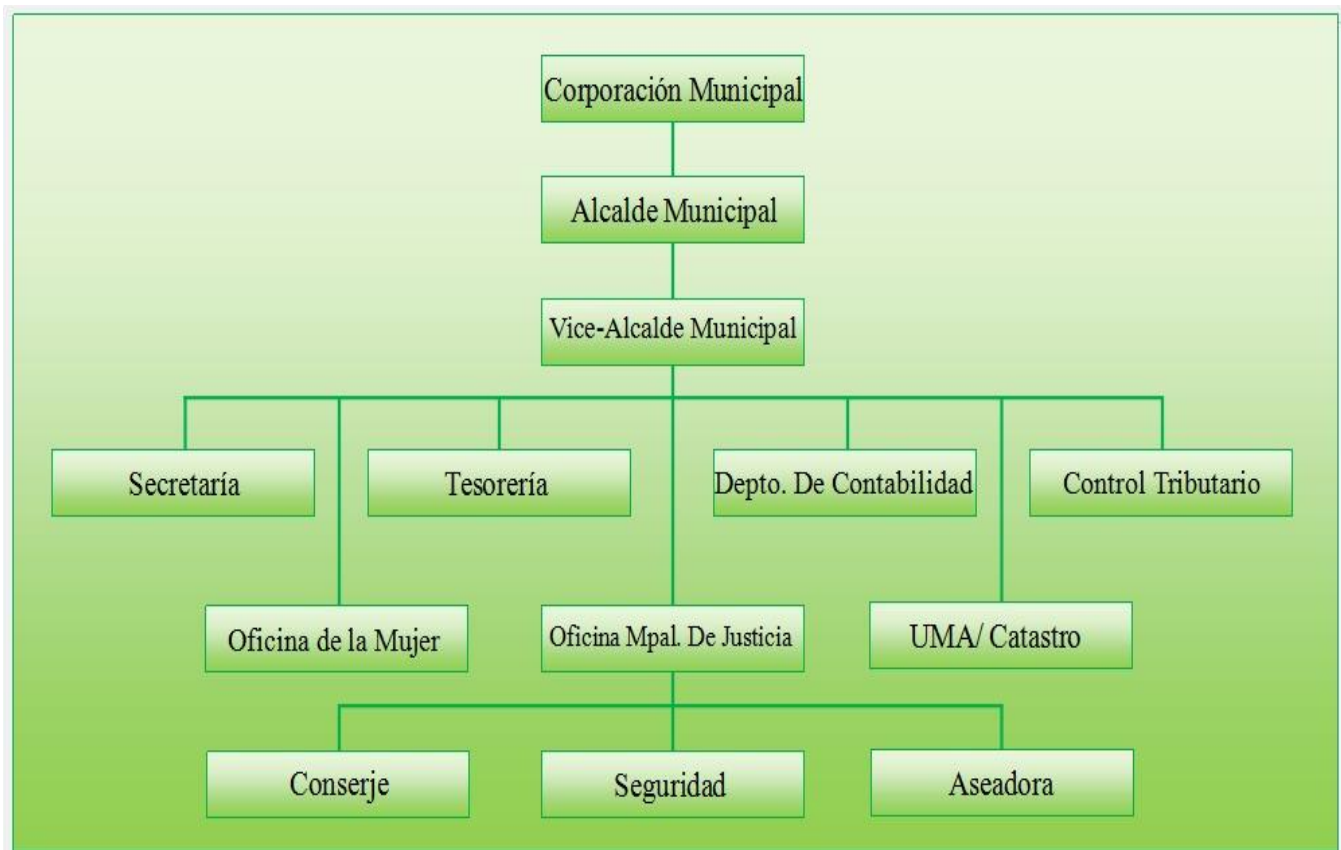 Corporación Municipal
Alcalde Municipal
Vice-Alcalde Municipal
Secretaría
Tesorería
Depto. De Contabilidad
Control Tributario
Oficina de la Mujer
Oficina Mpal. De Justicia
UMA/ Catastro
Conserje
Seguridad
Aseadora